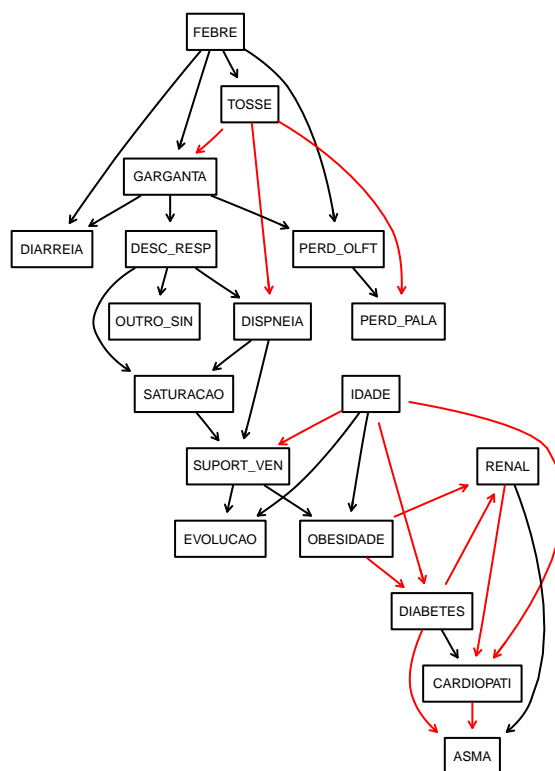 FEBRE
TOSSE
GARGANTA
DIARREIA
DESC_RESP
PERD_OLFT
OUTRO_SIN
DISPNEIA
PERD_PALA
SATURACAO
IDADE
SUPORT_VEN
RENAL
EVOLUCAO
OBESIDADE
DIABETES
CARDIOPATI
ASMA